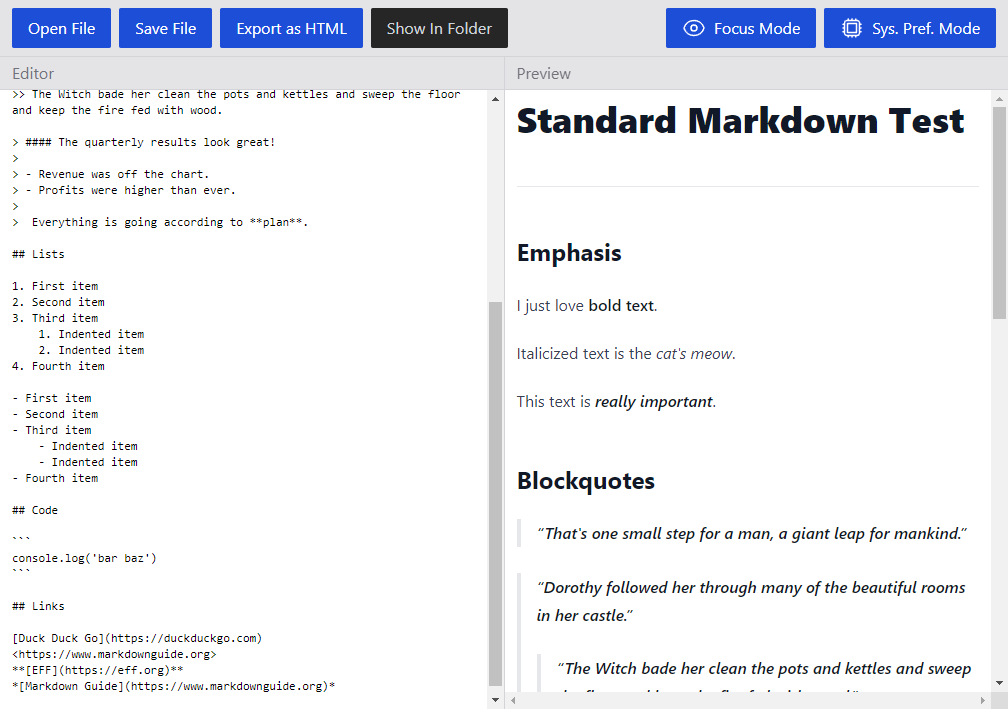 Open File
Save File
Export as HTML
Show In Folder
Focus Mode
Sys. Pref. Mode
Editor
>> The Witch bade her clean the pots and kettles and sweep the floor
and keep the fire fed with wood.
> #### The quarterly results look great!
>
> - Revenue was off the chart.
> - Profits were higher than ever.
>
>  Everything is going according to **plan**.
## Lists
1. First item
2. Second item
3. Third item
    1. Indented item
    2. Indented item
4. Fourth item
- First item
- Second item
- Third item
    - Indented item
    - Indented item
- Fourth item
## Code
```
console.log('bar baz')
```
## Links
[Duck Duck Go](https://duckduckgo.com)
<https://www.markdownguide.org>
**[EFF](https://eff.org)**
*[Markdown Guide](https://www.markdownguide.org)*
Preview
Standard Markdown Test
Emphasis
I just love bold text.
Italicized text is the cat's meow.
This text is really important.
Blockquotes
“That's one small step for a man, a giant leap for mankind.”
“Dorothy followed her through many of the beautiful rooms
in her castle.”
“The Witch bade her clean the pots and kettles and sweep